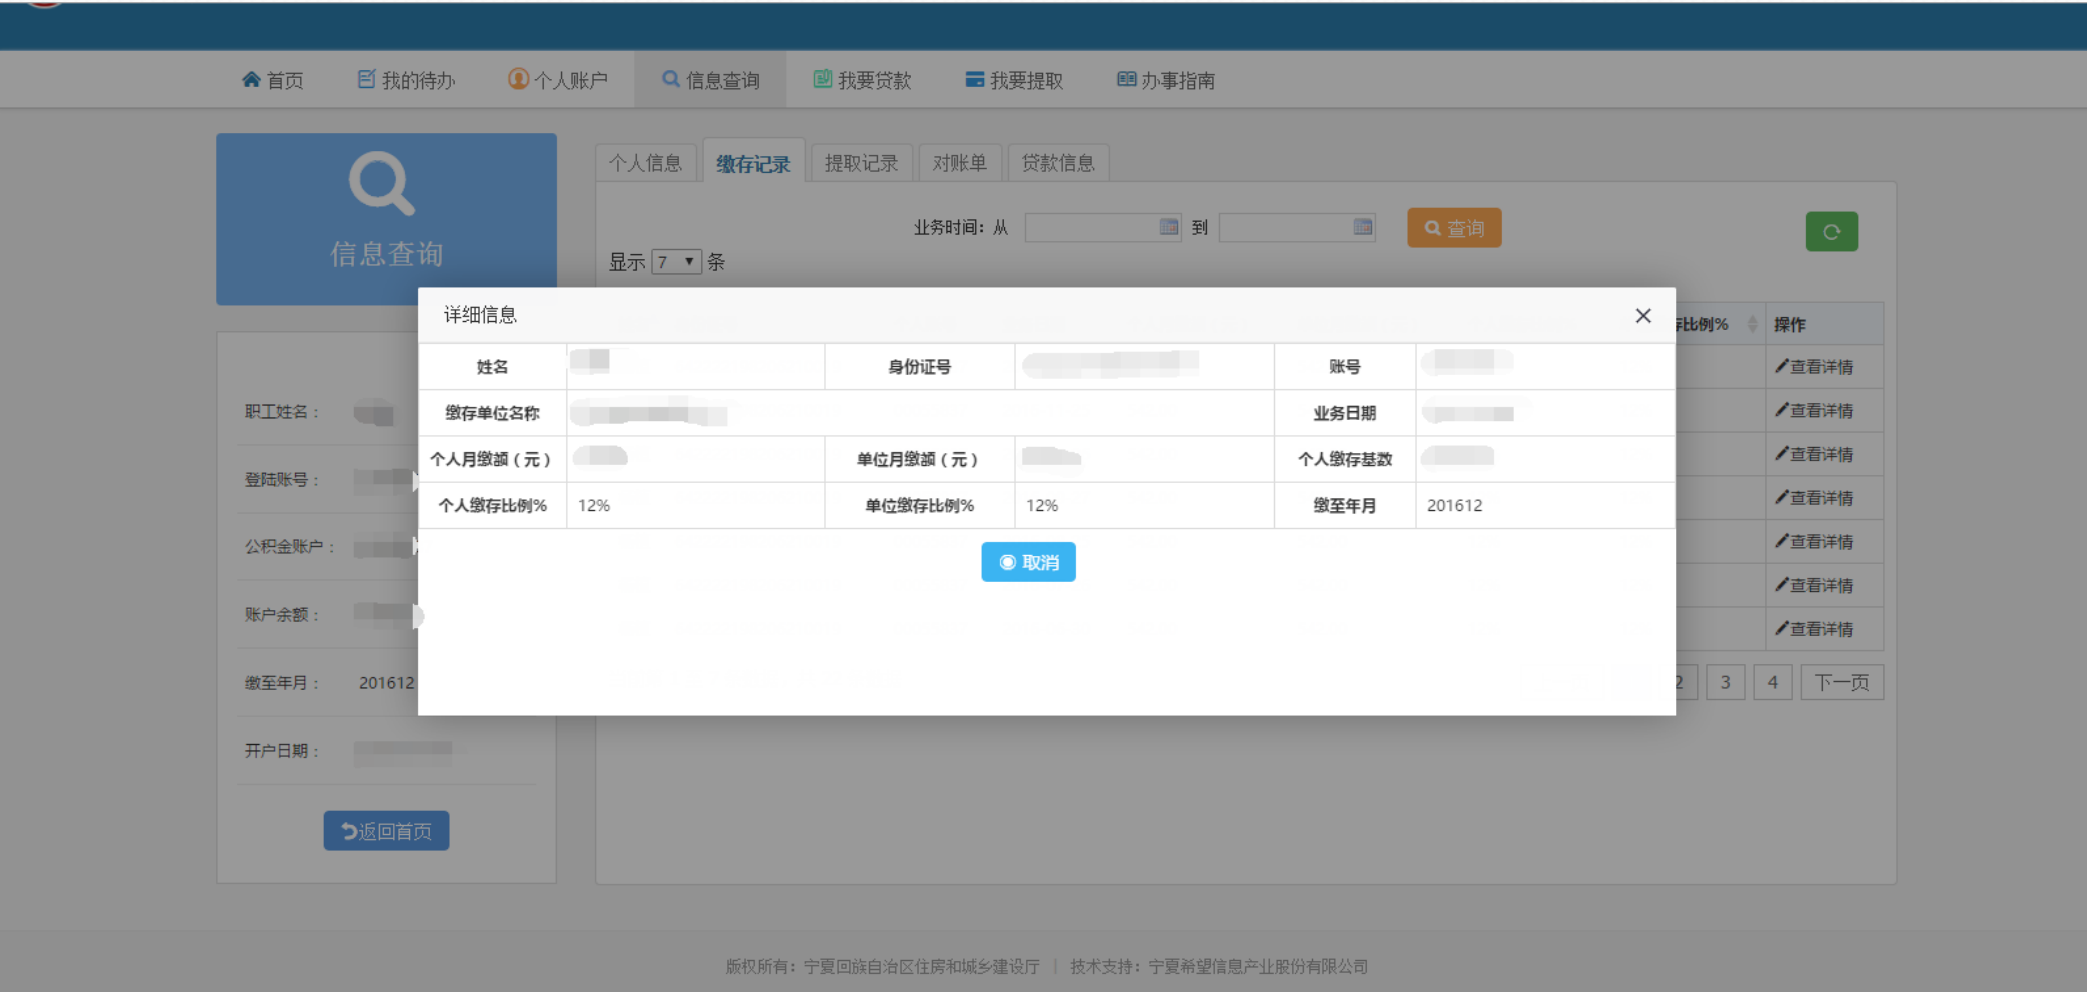 首页 我的待办 个人账户 信息查询 我要贷款 我要提取 办事指南
信息查询
个人信息 缴存记录 提取记录 对账单 贷款信息
业务时间：从 到 查询
显示 7 条
存比例% 操作
查看详情
查看详情
查看详情
查看详情
查看详情
查看详情
查看详情
2 3 4 下一页
详细信息
姓名 身份证号 账号
缴存单位名称 业务日期
个人月缴额（元） 单位月缴额（元） 个人缴存基数
个人缴存比例% 12% 单位缴存比例% 12% 缴至年月 201612
取消
职工姓名：
登陆账号：
公积金账户：
账户余额：
缴至年月： 201612
开户日期：
返回首页
版权所有：宁夏回族自治区住房和城乡建设厅 | 技术支持：宁夏希望信息产业股份有限公司